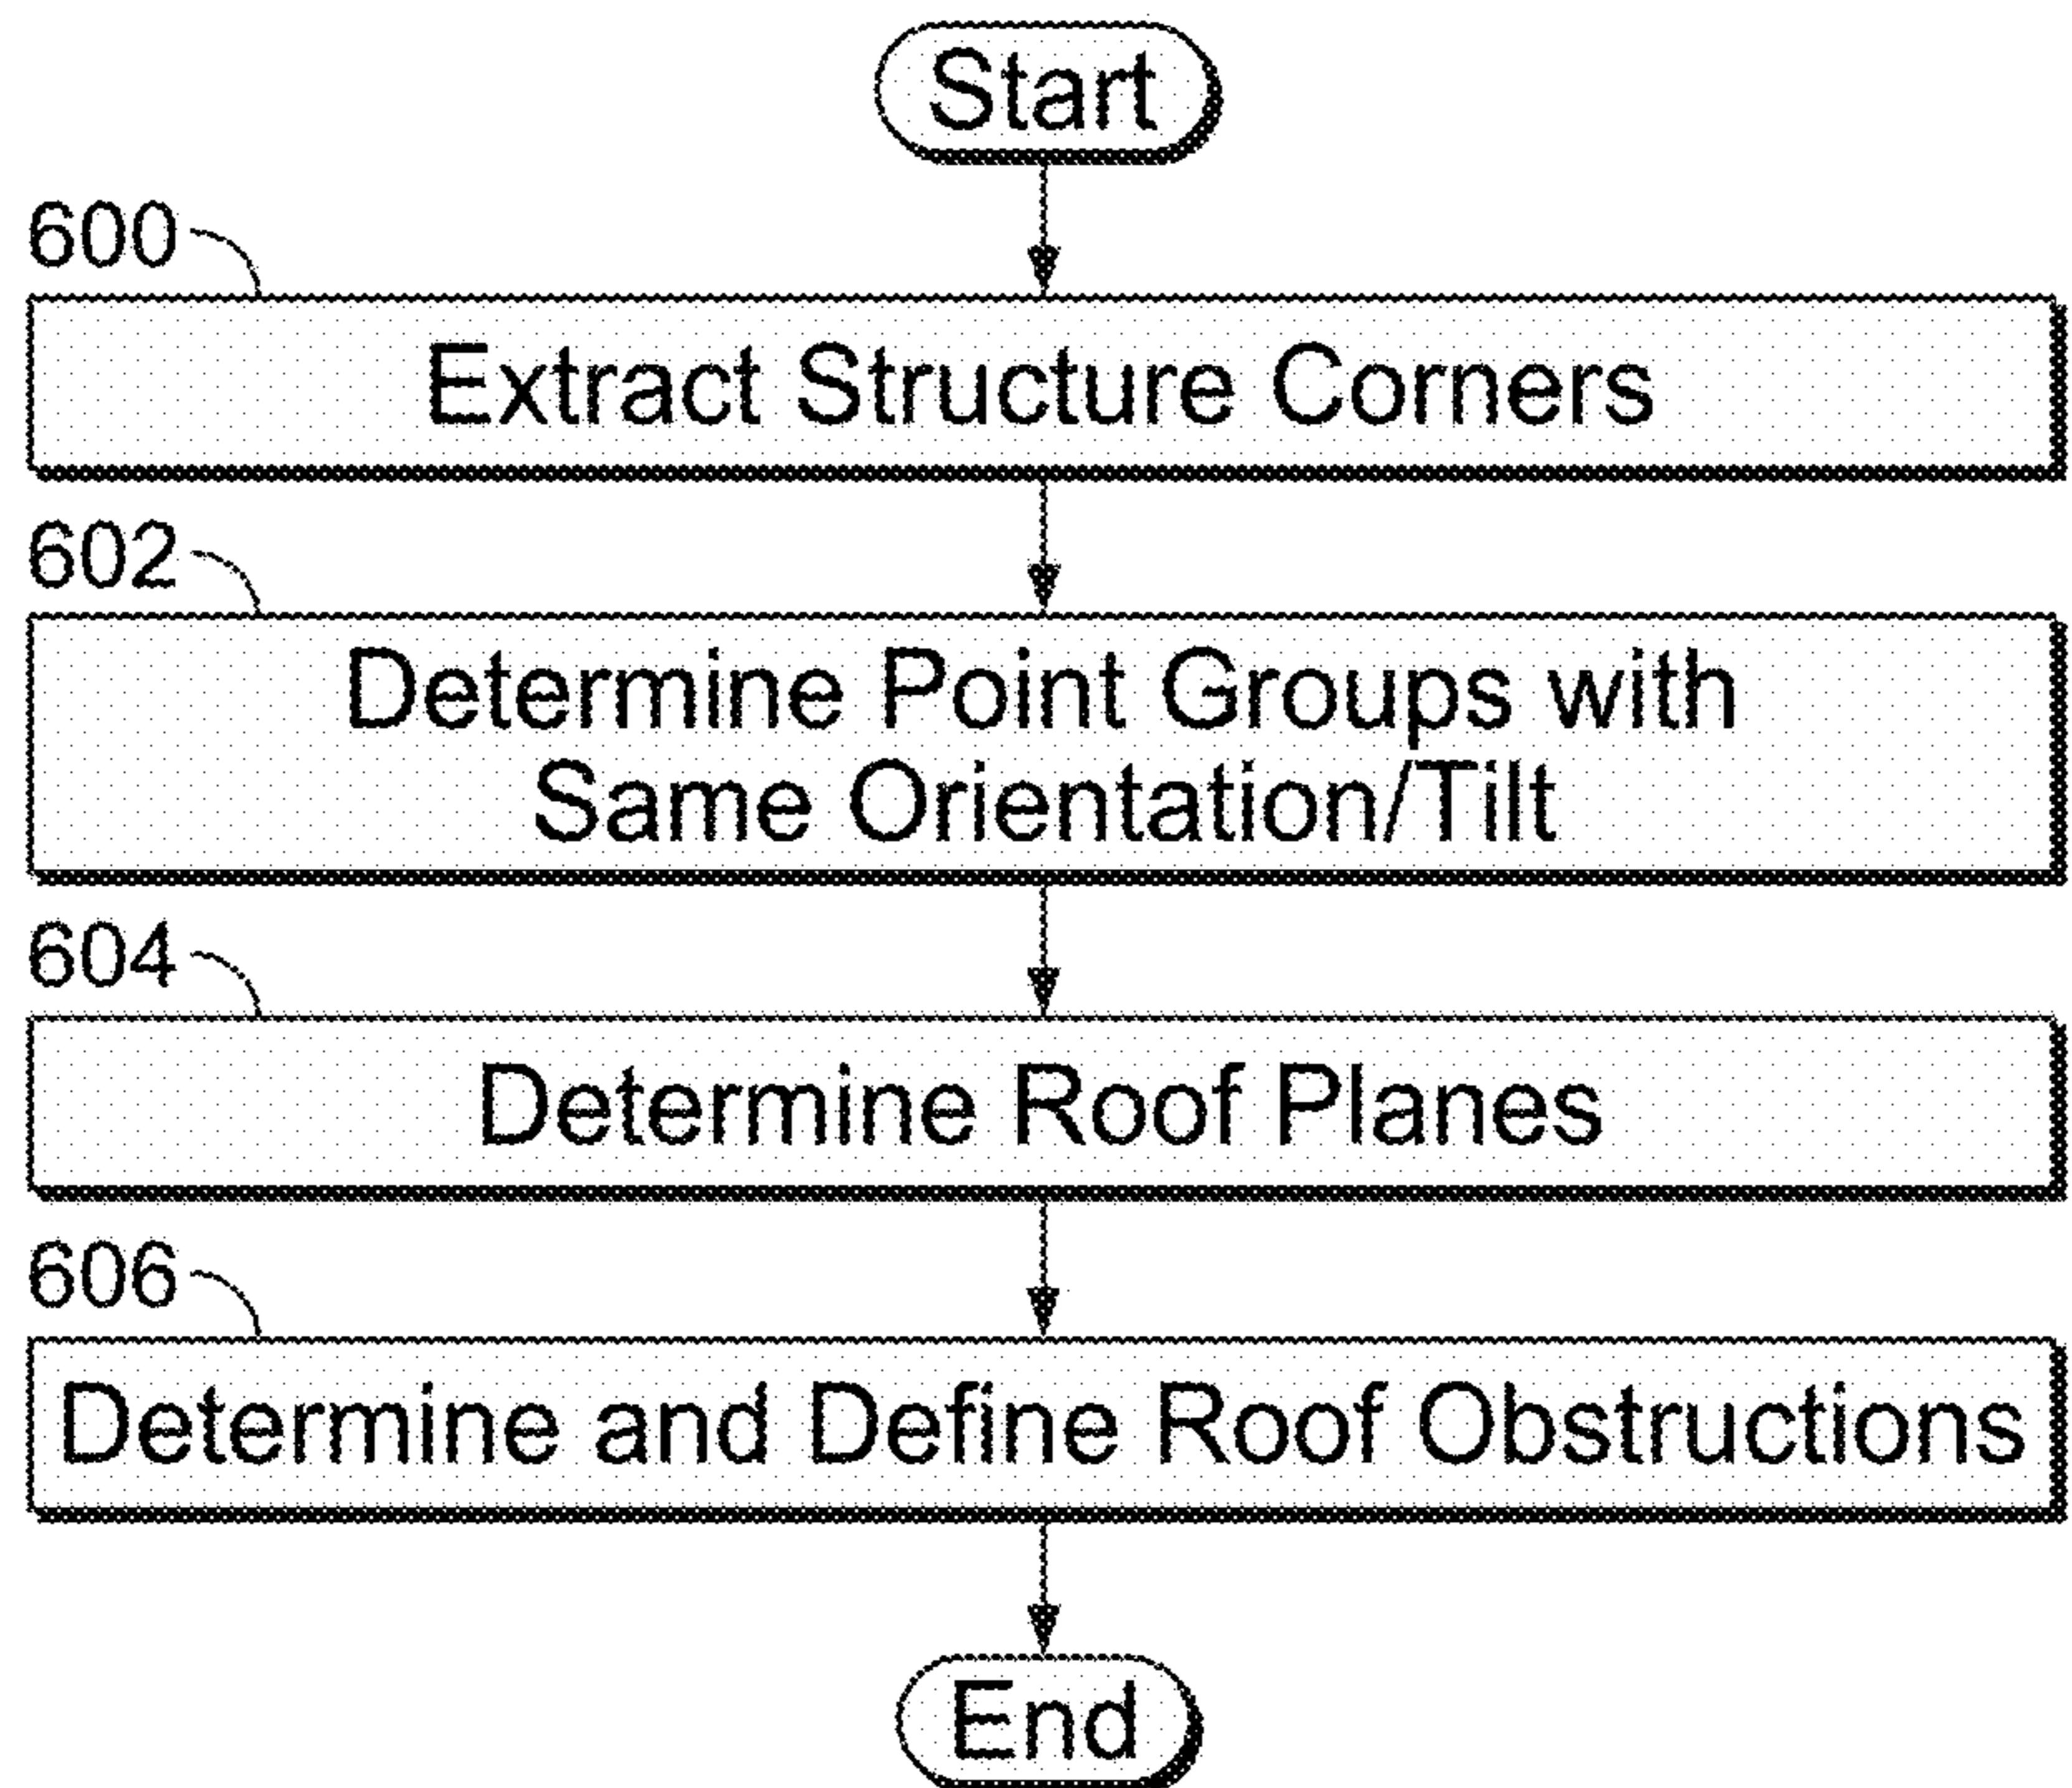 Start
600
Extract Structure Corners
602
Determine Point Groups with
Same Orientation/Tilt
604
Determine Roof Planes
606
Determine and Define Roof Obstructions
End